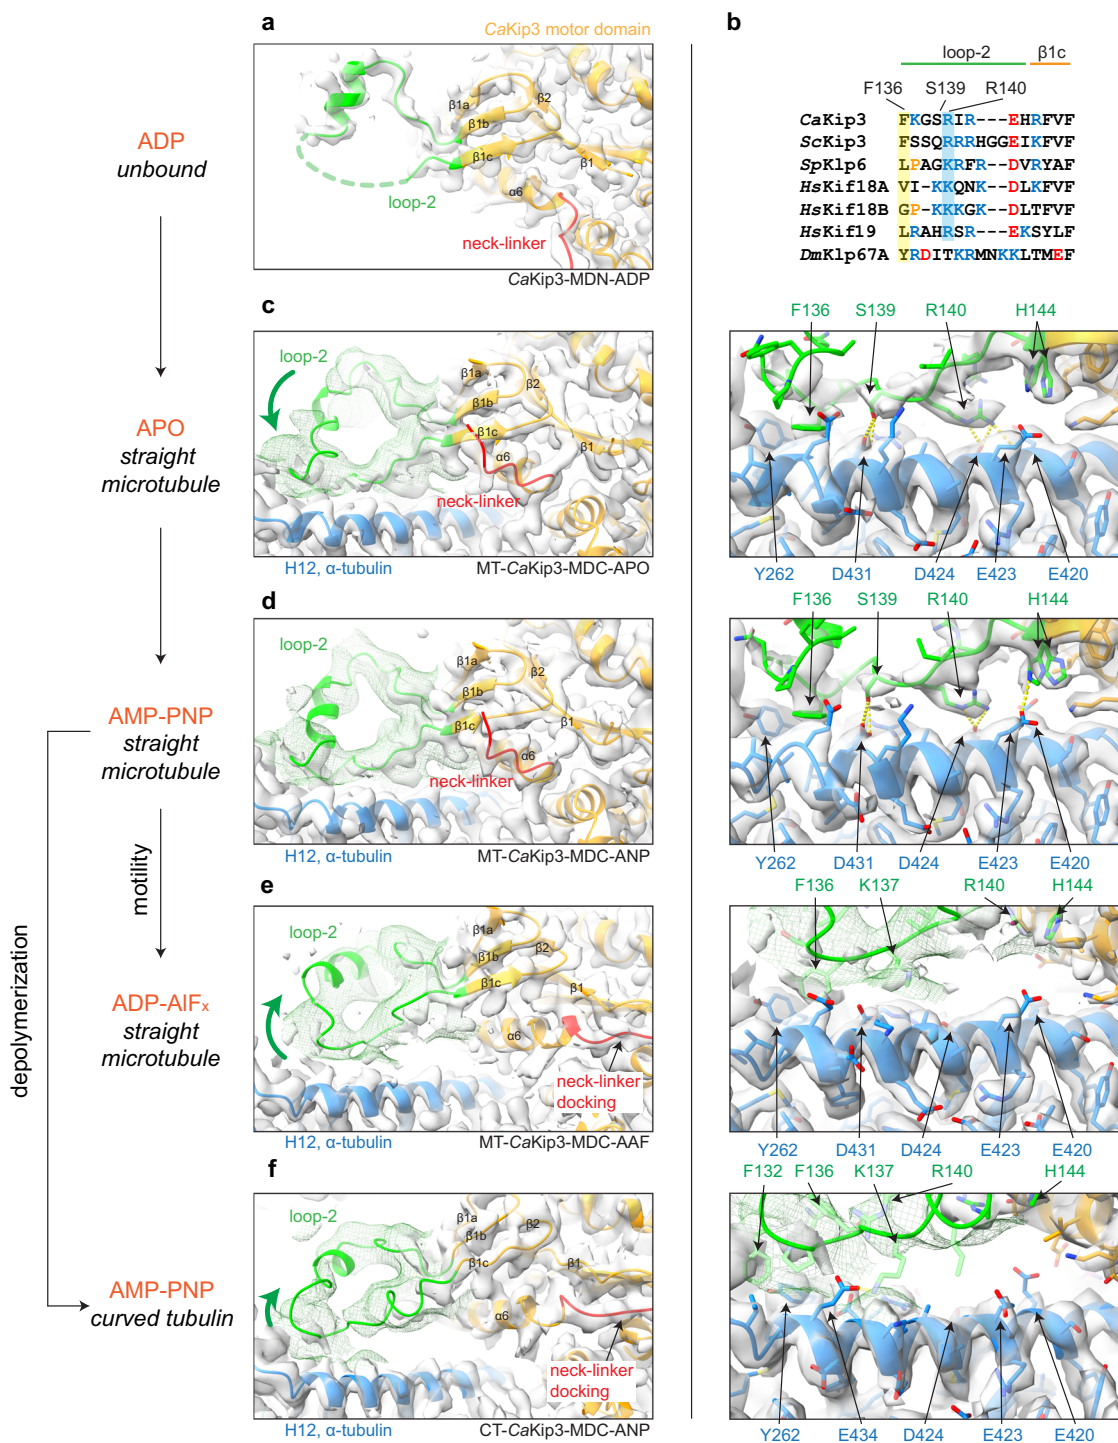 a
CaKip3 motor domain
β1a
β2
β1b
β1c
β1
α6
loop-2
neck-linker
CaKip3-MDN-ADP
ADP
unbound
b
loop-2
β1c
F136
S139
R140
CaKip3 FKGSRIR---EHRFVF
ScKip3 FSSQRRRHGGEIKFVF
SpKlp6 LPAGKRFR--DVRYAF
HsKif18A VI-KKQNK--DLKFVF
HsKif18B GP-KKKGK--DLTFVF
HsKif19 LRAHRSR---EKSYLF
DmKlp67A YRDITKRMNKKLTMEF
c
loop-2
β1a
β2
β1b
β1c
β1
α6
neck-linker
H12, α-tubulin
MT-CaKip3-MDC-APO
APO
straight
microtubule
F136 S139 R140 H144
Y262 D431 D424 E423 E420
d
loop-2
β1a
β2
β1b
β1c
β1
α6
neck-linker
H12, α-tubulin
MT-CaKip3-MDC-ANP
AMP-PNP
straight
microtubule
F136 S139 R140 H144
Y262 D431 D424 E423 E420
motility
depolymerization
e
loop-2
β1a
β2
β1b
β1c
β1
α6
neck-linker
docking
H12, α-tubulin
MT-CaKip3-MDC-AAF
ADP-AlFx
straight
microtubule
F136 K137 R140 H144
Y262 D431 D424 E423 E420
f
loop-2
β1a
β2
β1b
β1c
β1
α6
neck-linker
docking
H12, α-tubulin
CT-CaKip3-MDC-ANP
AMP-PNP
curved tubulin
F132 F136 K137 R140 H144
Y262 E434 D424 E423 E420